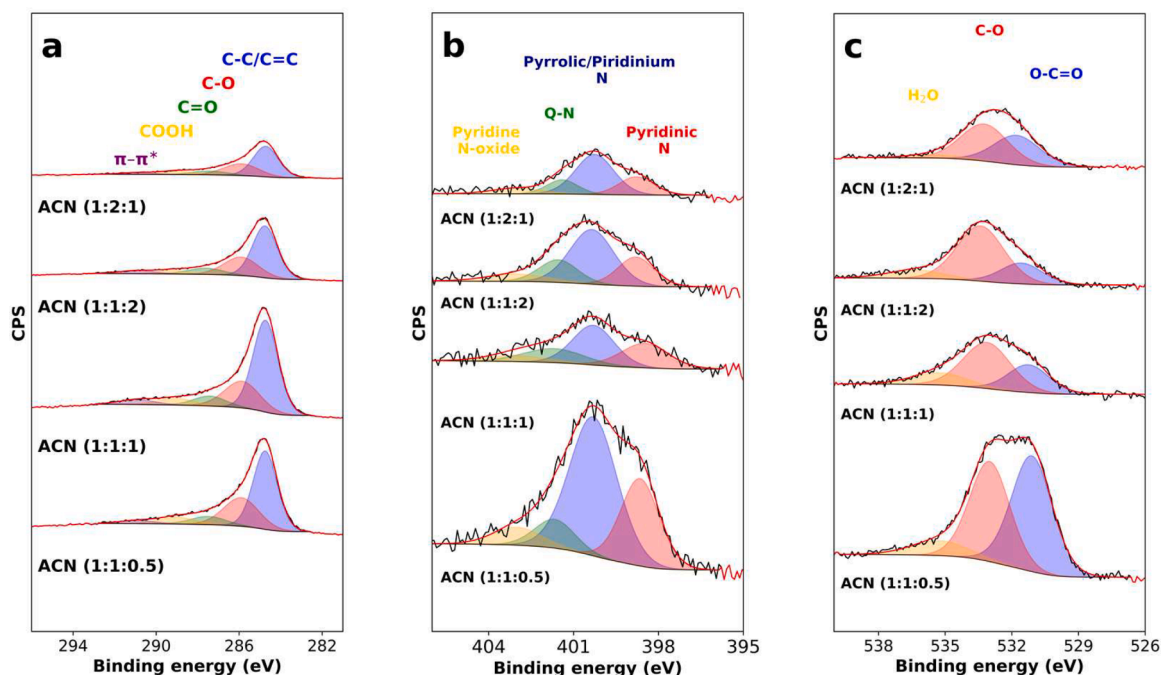 a
C-C/C=C
C-O
C=O
COOH
π-π*
ACN (1:2:1)
ACN (1:1:2)
ACN (1:1:1)
ACN (1:1:0.5)
CPS
294 290 286 282
Binding energy (eV)
b
Pyrrolic/Piridinium
N
Q-N
Pyridine
N-oxide
Pyridinic
N
ACN (1:2:1)
ACN (1:1:2)
ACN (1:1:1)
ACN (1:1:0.5)
CPS
404 401 398 395
Binding energy (eV)
c
C-O
O-C=O
H₂O
ACN (1:2:1)
ACN (1:1:2)
ACN (1:1:1)
ACN (1:1:0.5)
CPS
538 535 532 529 526
Binding energy (eV)